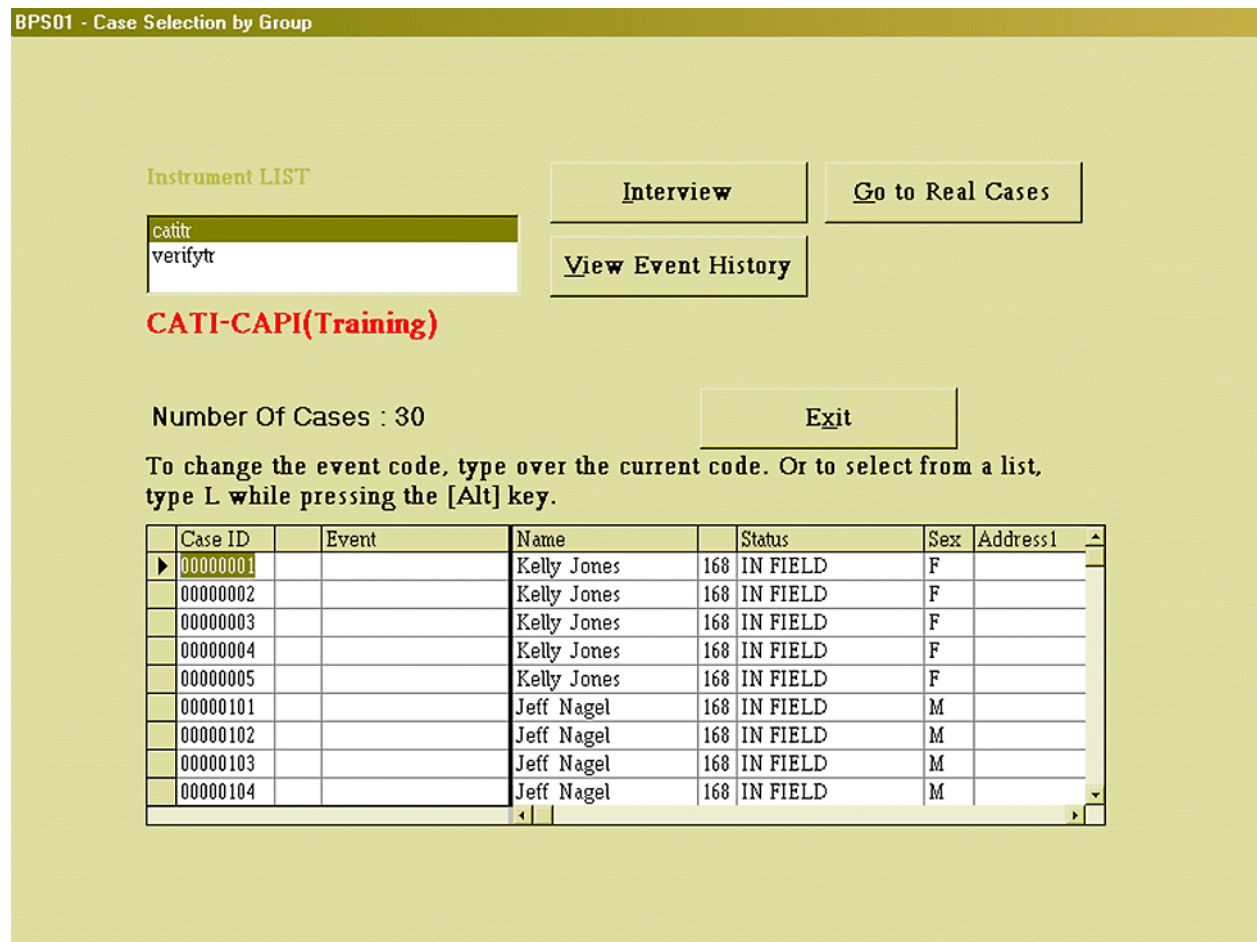 BPS01 - Case Selection by Group
Instrument LIST
Interview
Go to Real Cases
catitr
verifytr
View Event History
CATI-CAPI(Training)
Number Of Cases : 30
Exit
To change the event code, type over the current code. Or to select from a list,
type L while pressing the [Alt] key.
Case ID Event Name Status Sex Address1
00000001 Kelly Jones 168 IN FIELD F
00000002 Kelly Jones 168 IN FIELD F
00000003 Kelly Jones 168 IN FIELD F
00000004 Kelly Jones 168 IN FIELD F
00000005 Kelly Jones 168 IN FIELD F
00000101 Jeff Nagel 168 IN FIELD M
00000102 Jeff Nagel 168 IN FIELD M
00000103 Jeff Nagel 168 IN FIELD M
00000104 Jeff Nagel 168 IN FIELD M